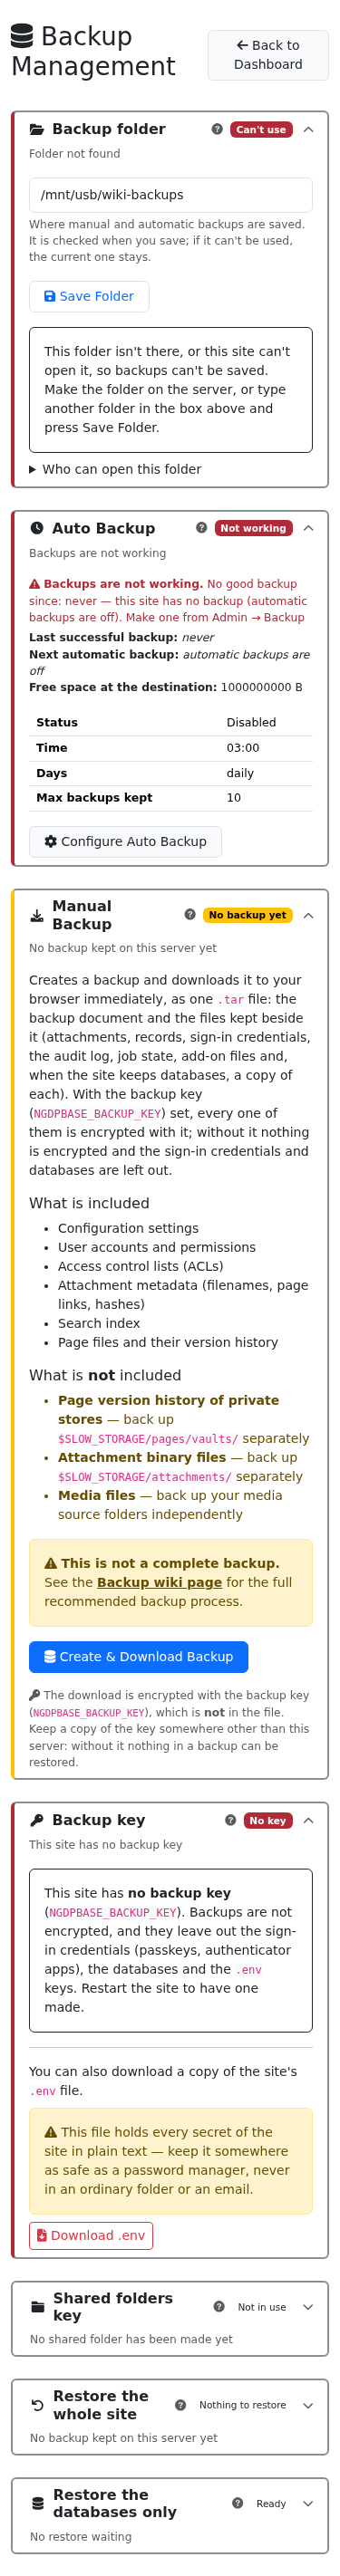 Backup
Management
Back to
Dashboard
Backup folder
Can't use
Folder not found
/mnt/usb/wiki-backups
Where manual and automatic backups are saved.
It is checked when you save; if it can't be used,
the current one stays.
Save Folder
This folder isn't there, or this site can't
open it, so backups can't be saved.
Make the folder on the server, or type
another folder in the box above and
press Save Folder.
Who can open this folder
Auto Backup
Not working
Backups are not working
Backups are not working. No good backup
since: never — this site has no backup (automatic
backups are off). Make one from Admin → Backup
Last successful backup: never
Next automatic backup: automatic backups are
off
Free space at the destination: 1000000000 B
Status Disabled
Time 03:00
Days daily
Max backups kept 10
Configure Auto Backup
Manual
Backup
No backup yet
No backup kept on this server yet
Creates a backup and downloads it to your
browser immediately, as one .tar file: the
backup document and the files kept beside
it (attachments, records, sign-in credentials,
the audit log, job state, add-on files and,
when the site keeps databases, a copy of
each). With the backup key
(NGDPBASE_BACKUP_KEY) set, every one of
them is encrypted with it; without it nothing
is encrypted and the sign-in credentials and
databases are left out.
What is included
• Configuration settings
• User accounts and permissions
• Access control lists (ACLs)
• Attachment metadata (filenames, page
links, hashes)
• Search index
• Page files and their version history
What is not included
• Page version history of private
stores — back up
$SLOW_STORAGE/pages/vaults/ separately
• Attachment binary files — back up
$SLOW_STORAGE/attachments/ separately
• Media files — back up your media
source folders independently
This is not a complete backup.
See the Backup wiki page for the full
recommended backup process.
Create & Download Backup
The download is encrypted with the backup key
(NGDPBASE_BACKUP_KEY), which is not in the file.
Keep a copy of the key somewhere other than this
server: without it nothing in a backup can be
restored.
Backup key
No key
This site has no backup key
This site has no backup key
(NGDPBASE_BACKUP_KEY). Backups are not
encrypted, and they leave out the sign-
in credentials (passkeys, authenticator
apps), the databases and the .env
keys. Restart the site to have one
made.
You can also download a copy of the site's
.env file.
This file holds every secret of the
site in plain text — keep it somewhere
as safe as a password manager, never
in an ordinary folder or an email.
Download .env
Shared folders
key
Not in use
No shared folder has been made yet
Restore the
whole site
Nothing to restore
No backup kept on this server yet
Restore the
databases only
Ready
No restore waiting